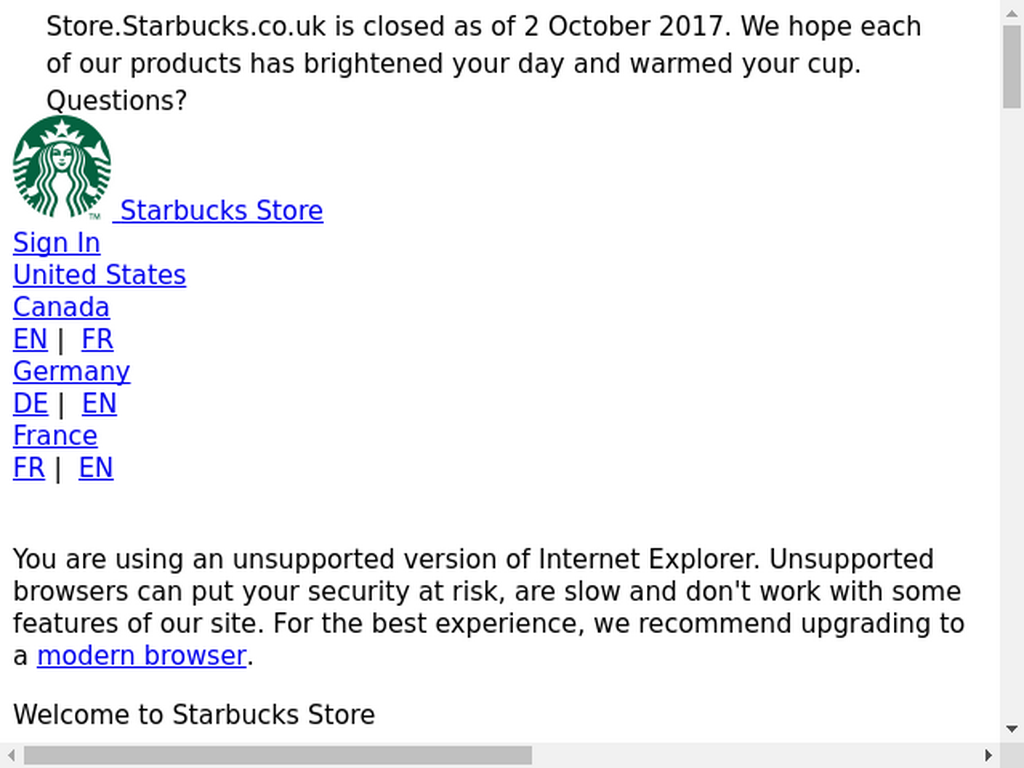 Store.Starbucks.co.uk is closed as of 2 October 2017. We hope each
of our products has brightened your day and warmed your cup.
Questions?
TM
Starbucks Store
Sign In
United States
Canada
EN | FR
Germany
DE | EN
France
FR | EN
You are using an unsupported version of Internet Explorer. Unsupported
browsers can put your security at risk, are slow and don't work with some
features of our site. For the best experience, we recommend upgrading to
a modern browser.
Welcome to Starbucks Store